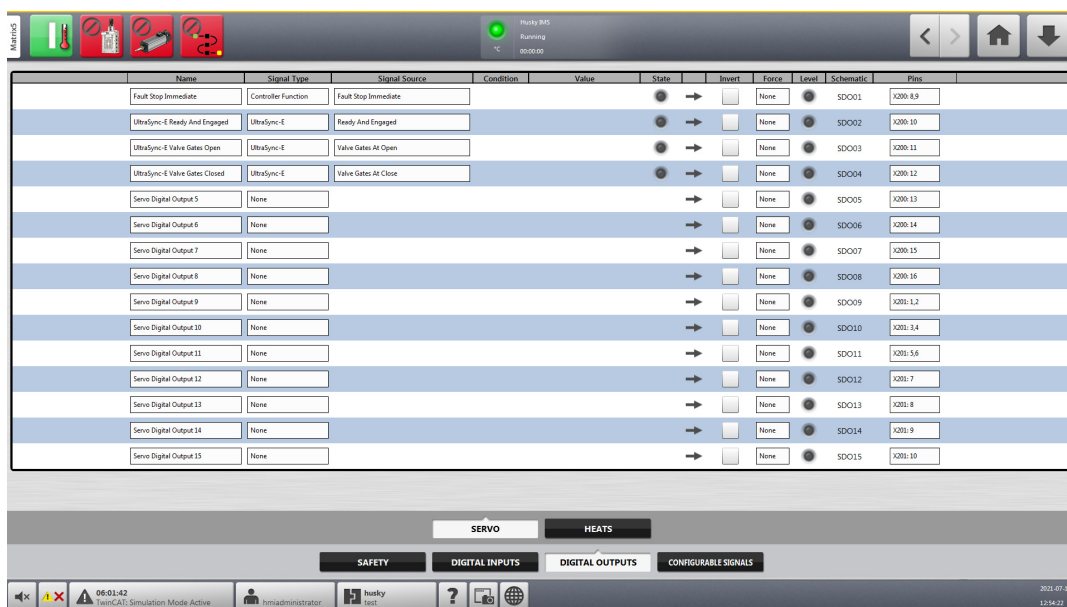 Matrix5
Husky IMS
Running
°C 00:00:00
Name Signal Type Signal Source Condition Value State Invert Force Level Schematic Pins
Fault Stop Immediate Controller Function Fault Stop Immediate None SDO01 X200: 8,9
UltraSync-E Ready And Engaged UltraSync-E Ready And Engaged None SDO02 X200: 10
UltraSync-E Valve Gates Open UltraSync-E Valve Gates At Open None SDO03 X200: 11
UltraSync-E Valve Gates Closed UltraSync-E Valve Gates At Close None SDO04 X200: 12
Servo Digital Output 5 None None SDO05 X200: 13
Servo Digital Output 6 None None SDO06 X200: 14
Servo Digital Output 7 None None SDO07 X200: 15
Servo Digital Output 8 None None SDO08 X200: 16
Servo Digital Output 9 None None SDO09 X201: 1,2
Servo Digital Output 10 None None SDO10 X201: 3,4
Servo Digital Output 11 None None SDO11 X201: 5,6
Servo Digital Output 12 None None SDO12 X201: 7
Servo Digital Output 13 None None SDO13 X201: 8
Servo Digital Output 14 None None SDO14 X201: 9
Servo Digital Output 15 None None SDO15 X201: 10
SERVO HEATS
SAFETY DIGITAL INPUTS DIGITAL OUTPUTS CONFIGURABLE SIGNALS
06:01:42
TwinCAT: Simulation Mode Active
hmiadministrator
husky
test
?
12:54:22